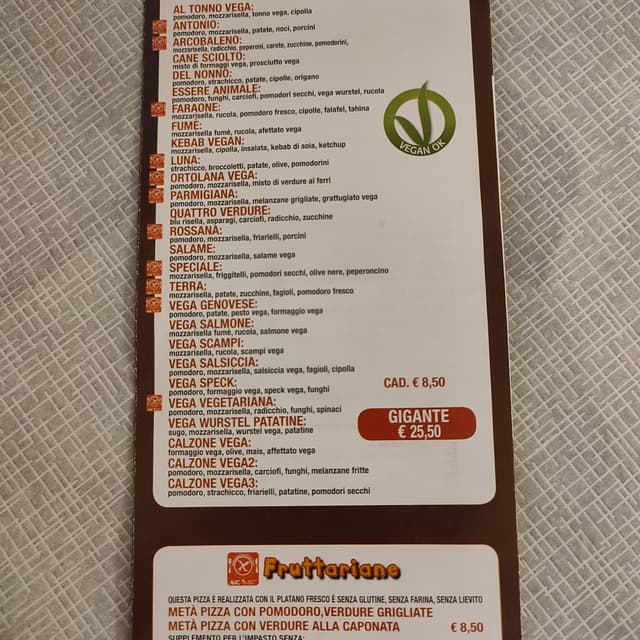 AL TONNO VEGA:
pomodoro, mozzarisella, tonno vega, cipolla
ANTONIO:
pomodoro, mozzarisella, patate, noci, porcini
ARCOBALENO:
mozzarisella, radicchio, peperoni, carote, zucchine, pomodorini,
CANE SCIOLTO:
misto di formaggi vega, prosciutto vega
DEL NONNO:
pomodoro, strachicco, patate, cipolle, origano
ESSERE ANIMALE:
pomodoro, funghi, carciofi, pomodori secchi, vega wurstel, rucola
FARAONE:
mozzarisella, rucola, pomodoro fresco, cipolle, falafel, tahina
FUMÈ:
mozzarisella fumè, rucola, afettato vega
KEBAB VEGAN:
mozzarisella, cipolla, insalata, kebab di soia, ketchup
LUNA:
strachicco, broccoletti, patate, olive, pomodorini
ORTOLANA VEGA:
pomodoro, mozzarisella, misto di verdure ai ferri
PARMIGIANA:
pomodoro, mozzarisella, melanzane grigliate, grattugiato vega
QUATTRO VERDURE:
blu risella, asparagi, carciofi, radicchio, zucchine
ROSSANA:
pomodoro, mozzarisella, friarielli, porcini
SALAME:
pomodoro, mozzarisella, salame vega
SPECIALE:
mozzarisella, friggitelli, pomodori secchi, olive nere, peperoncino
TERRA:
mozzarisella, patate, zucchine, fagioli, pomodoro fresco
VEGA GENOVESE:
pomodoro, patate, pesto vega, formaggio vega
VEGA SALMONE:
mozzarisella fumè, rucola, salmone vega
VEGA SCAMPI:
mozzarisella, rucola, scampi vega
VEGA SALSICCIA:
pomodoro, mozzarisella, salsiccia vega, fagioli, cipolla
VEGA SPECK:
pomodoro, formaggio vega, speck vega, funghi
VEGA VEGETARIANA:
pomodoro, mozzarisella, radicchio, funghi, spinaci
VEGA WURSTEL PATATINE:
sugo, mozzarisella, wurstel vega, patatine
CALZONE VEGA:
formaggio vega, olive, mais, affettato vega
CALZONE VEGA2:
pomodoro, mozzarisella, carciofi, funghi, melanzane fritte
CALZONE VEGA3:
pomodoro, strachicco, friarielli, patatine, pomodori secchi
VEGAN OK
CAD. € 8,50
GIGANTE
€ 25,50
AIC
Fruttariane
QUESTA PIZZA È REALIZZATA CON IL PLATANO FRESCO È SENZA GLUTINE, SENZA FARINA, SENZA LIEVITO
METÀ PIZZA CON POMODORO,VERDURE GRIGLIATE
METÀ PIZZA CON VERDURE ALLA CAPONATA € 8,50
SUPPLEMENTO PER L'IMPASTO SENZA: